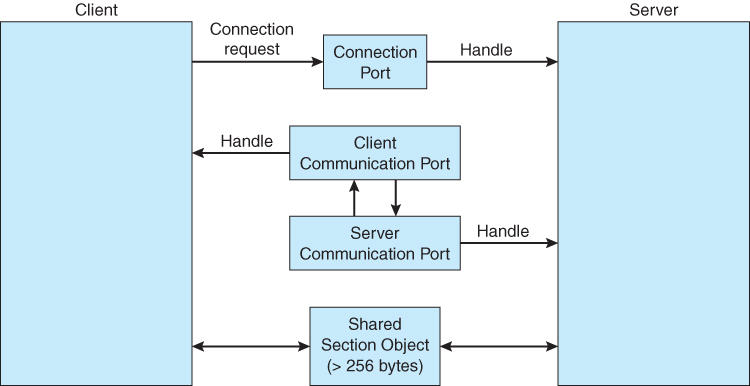 Client
Server
Connection
request
Connection
Port
Handle
Handle
Client
Communication Port
Server
Communication Port
Handle
Shared
Section Object
(> 256 bytes)